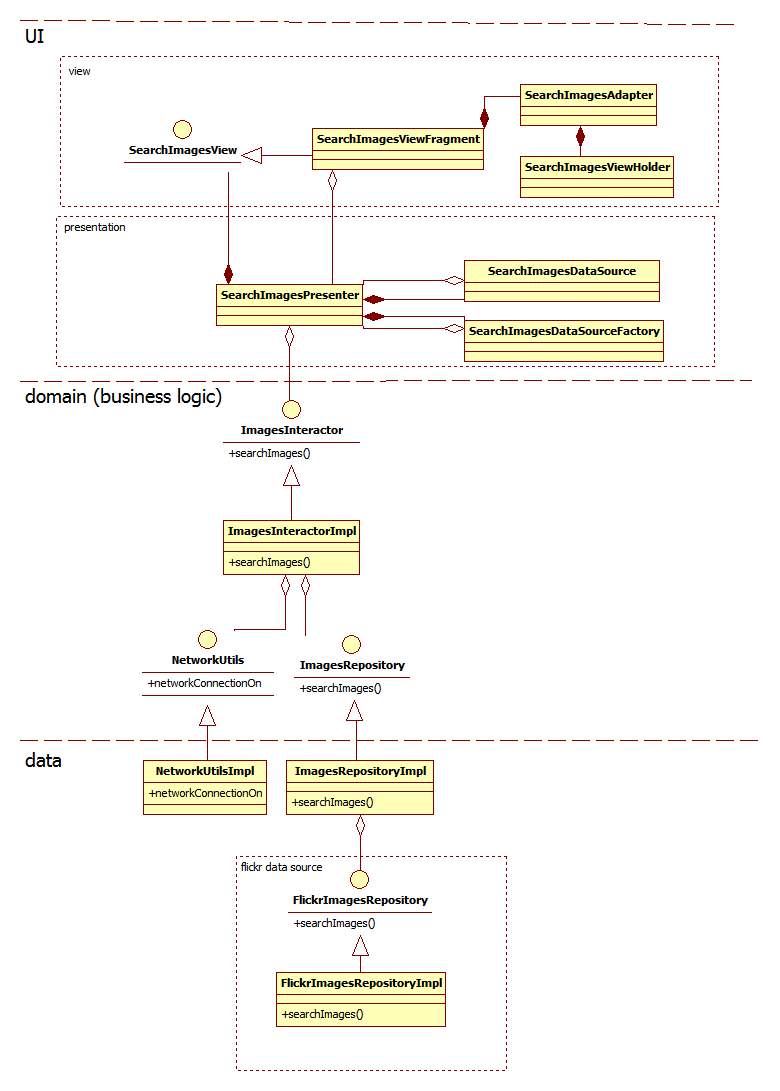 UI
view
SearchImagesAdapter
SearchImagesViewFragment
SearchImagesView
SearchImagesViewHolder
presentation
SearchImagesDataSource
SearchImagesPresenter
SearchImagesDataSourceFactory
domain (business logic)
ImagesInteractor
+searchImages()
ImagesInteractorImpl
+searchImages()
NetworkUtils
+networkConnectionOn
ImagesRepository
+searchImages()
data
NetworkUtilsImpl
+networkConnectionOn
ImagesRepositoryImpl
+searchImages()
flickr data source
FlickrImagesRepository
+searchImages()
FlickrImagesRepositoryImpl
+searchImages()